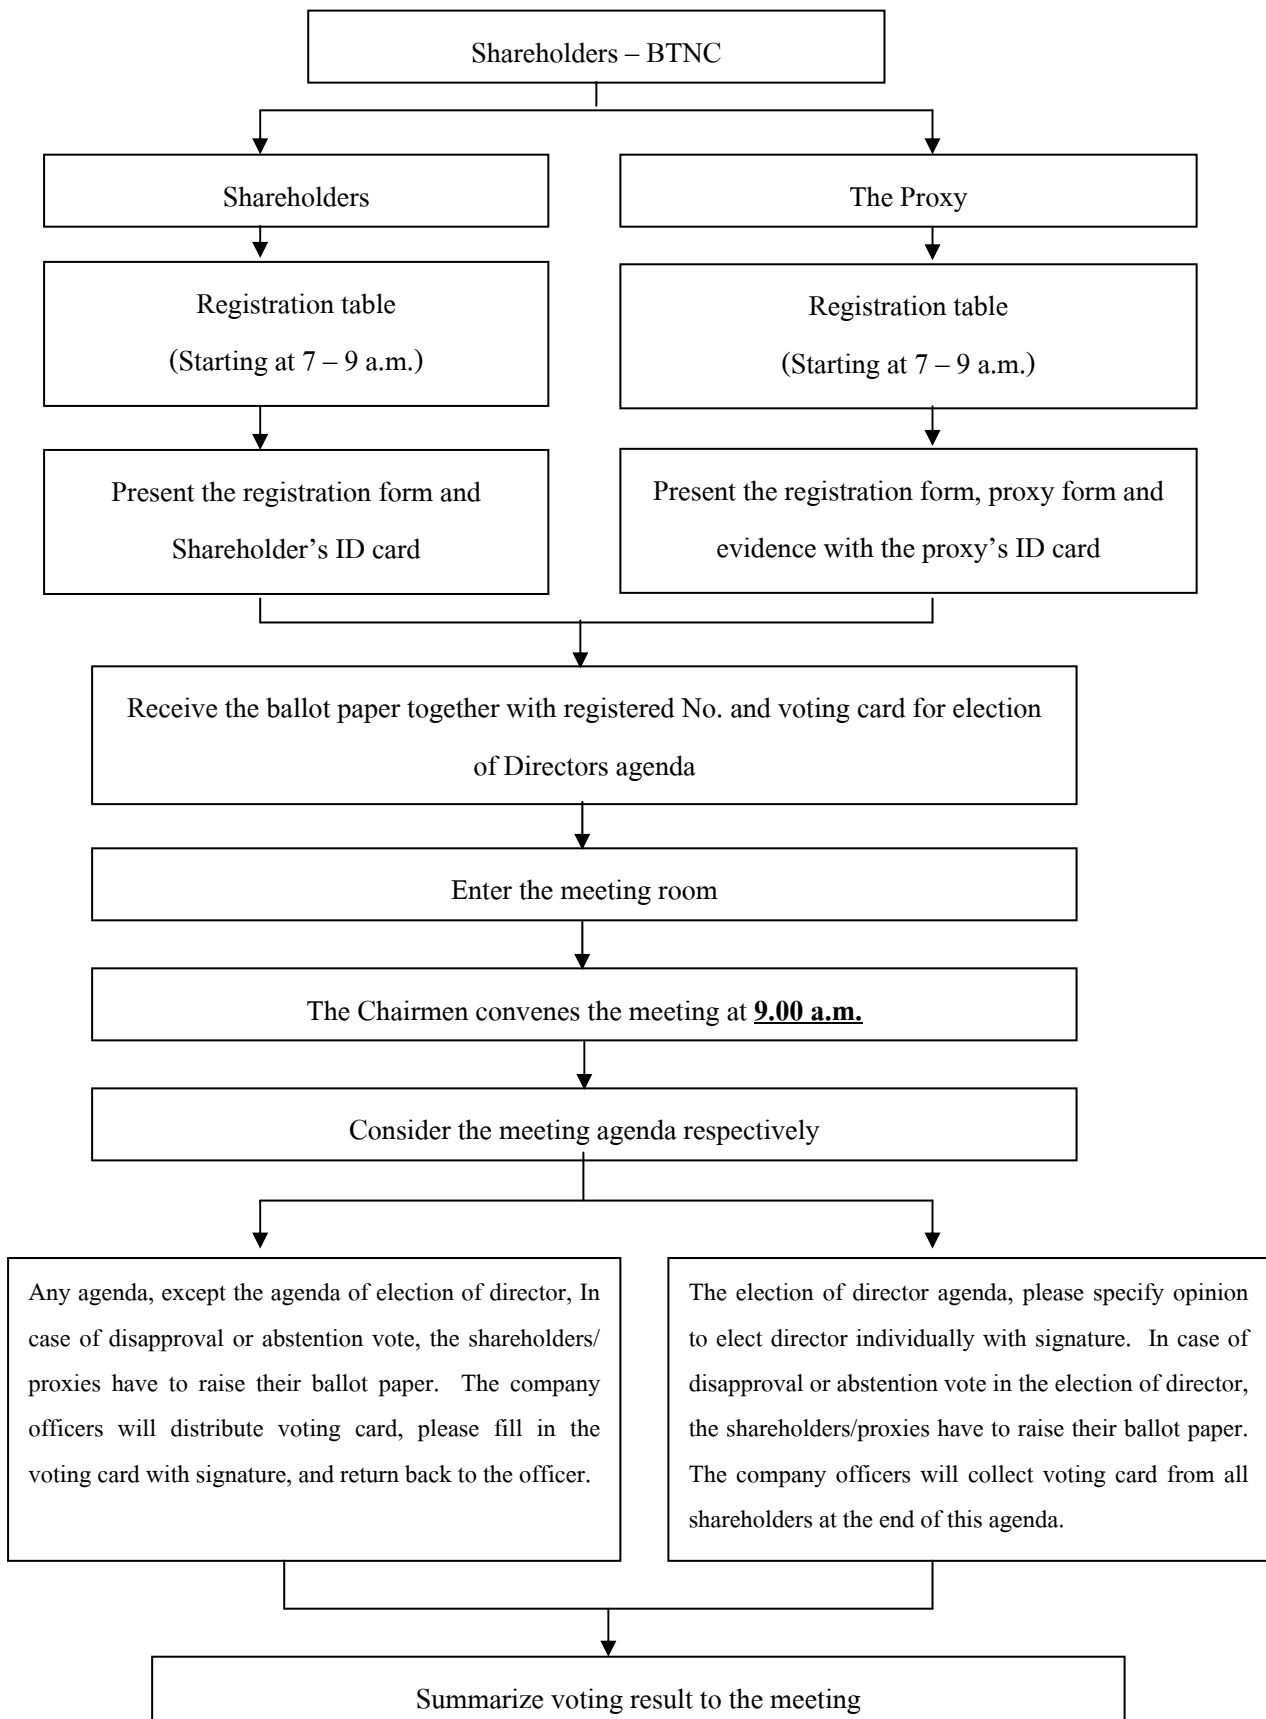 Shareholders – BTNC
Shareholders
The Proxy
Registration table
(Starting at 7 – 9 a.m.)
Registration table
(Starting at 7 – 9 a.m.)
Present the registration form and
Shareholder’s ID card
Present the registration form, proxy form and
evidence with the proxy’s ID card
Receive the ballot paper together with registered No. and voting card for election
of Directors agenda
Enter the meeting room
The Chairmen convenes the meeting at 9.00 a.m.
Consider the meeting agenda respectively
Any agenda, except the agenda of election of director, In
case of disapproval or abstention vote, the shareholders/
proxies have to raise their ballot paper. The company
officers will distribute voting card, please fill in the
voting card with signature, and return back to the officer.
The election of director agenda, please specify opinion
to elect director individually with signature. In case of
disapproval or abstention vote in the election of director,
the shareholders/proxies have to raise their ballot paper.
The company officers will collect voting card from all
shareholders at the end of this agenda.
Summarize voting result to the meeting